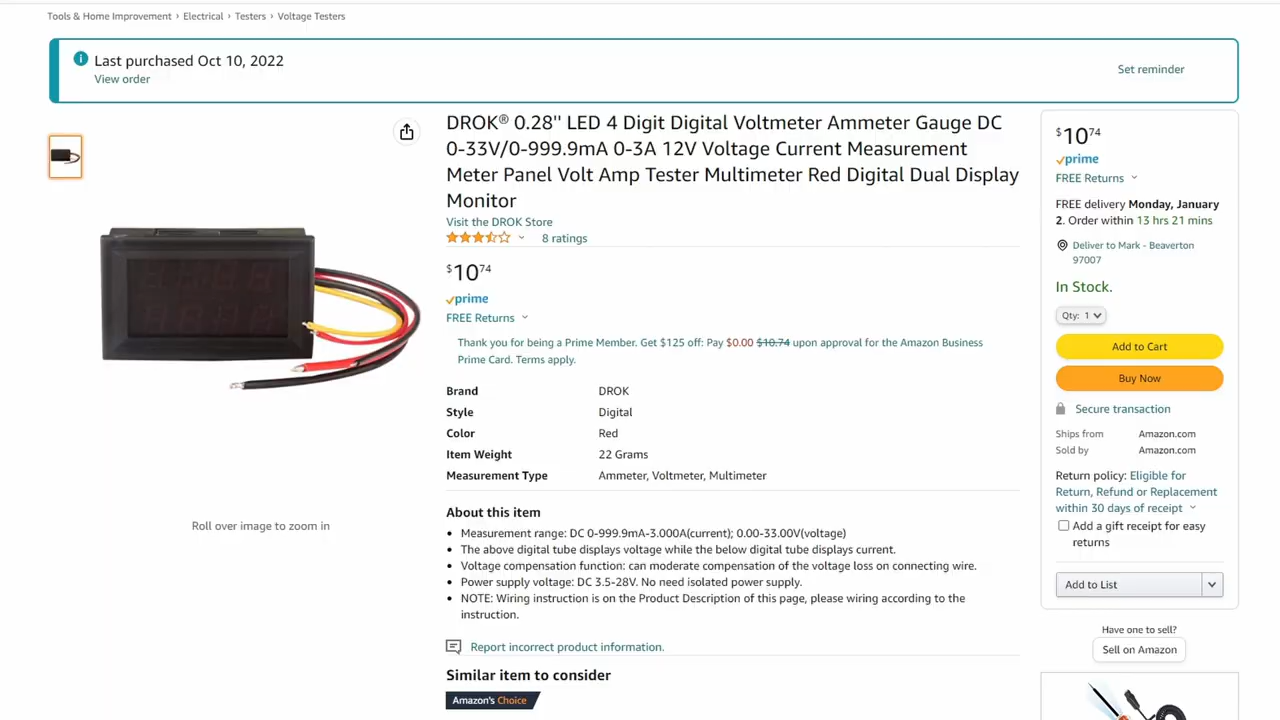 Tools & Home Improvement › Electrical › Testers › Voltage Testers
Last purchased Oct 10, 2022
View order
Set reminder
DROK® 0.28'' LED 4 Digit Digital Voltmeter Ammeter Gauge DC
0-33V/0-999.9mA 0-3A 12V Voltage Current Measurement
Meter Panel Volt Amp Tester Multimeter Red Digital Dual Display
Monitor
Visit the DROK Store
8 ratings
$10 74
prime
FREE Returns
Thank you for being a Prime Member. Get $125 off: Pay $0.00 $10.74 upon approval for the Amazon Business
Prime Card. Terms apply.
Brand DROK
Style Digital
Color Red
Item Weight 22 Grams
Measurement Type Ammeter, Voltmeter, Multimeter
About this item
• Measurement range: DC 0-999.9mA-3.000A(current); 0.00-33.00V(voltage)
• The above digital tube displays voltage while the below digital tube displays current.
• Voltage compensation function: can moderate compensation of the voltage loss on connecting wire.
• Power supply voltage: DC 3.5-28V. No need isolated power supply.
• NOTE: Wiring instruction is on the Product Description of this page, please wiring according to the
instruction.
Report incorrect product information.
Similar item to consider
Amazon's Choice
Roll over image to zoom in
$10 74
prime
FREE Returns
FREE delivery Monday, January
2. Order within 13 hrs 21 mins
Deliver to Mark - Beaverton
97007
In Stock.
Qty: 1
Add to Cart
Buy Now
Secure transaction
Ships from Amazon.com
Sold by Amazon.com
Return policy: Eligible for
Return, Refund or Replacement
within 30 days of receipt
Add a gift receipt for easy
returns
Add to List
Have one to sell?
Sell on Amazon